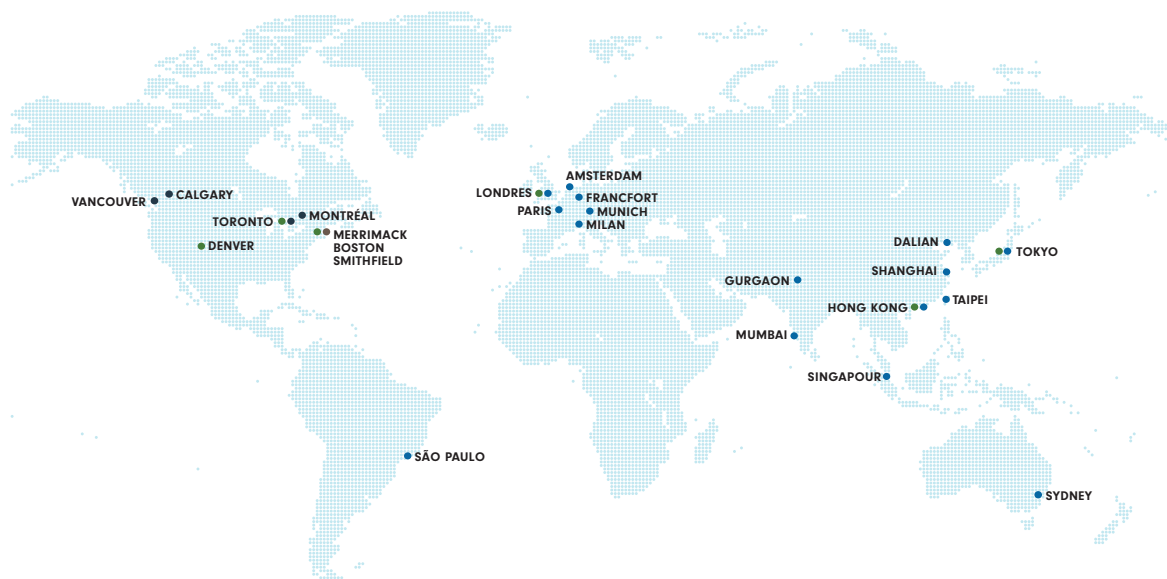 AMSTERDAM
LONDRES
FRANCFORT
PARIS
MUNICH
MILAN
VANCOUVER
CALGARY
TORONTO
MONTRÉAL
DENVER
MERRIMACK
BOSTON
SMITHFIELD
DALIAN
TOKYO
SHANGHAI
GURGAON
TAIPEI
HONG KONG
MUMBAI
SINGAPOUR
SÃO PAULO
SYDNEY